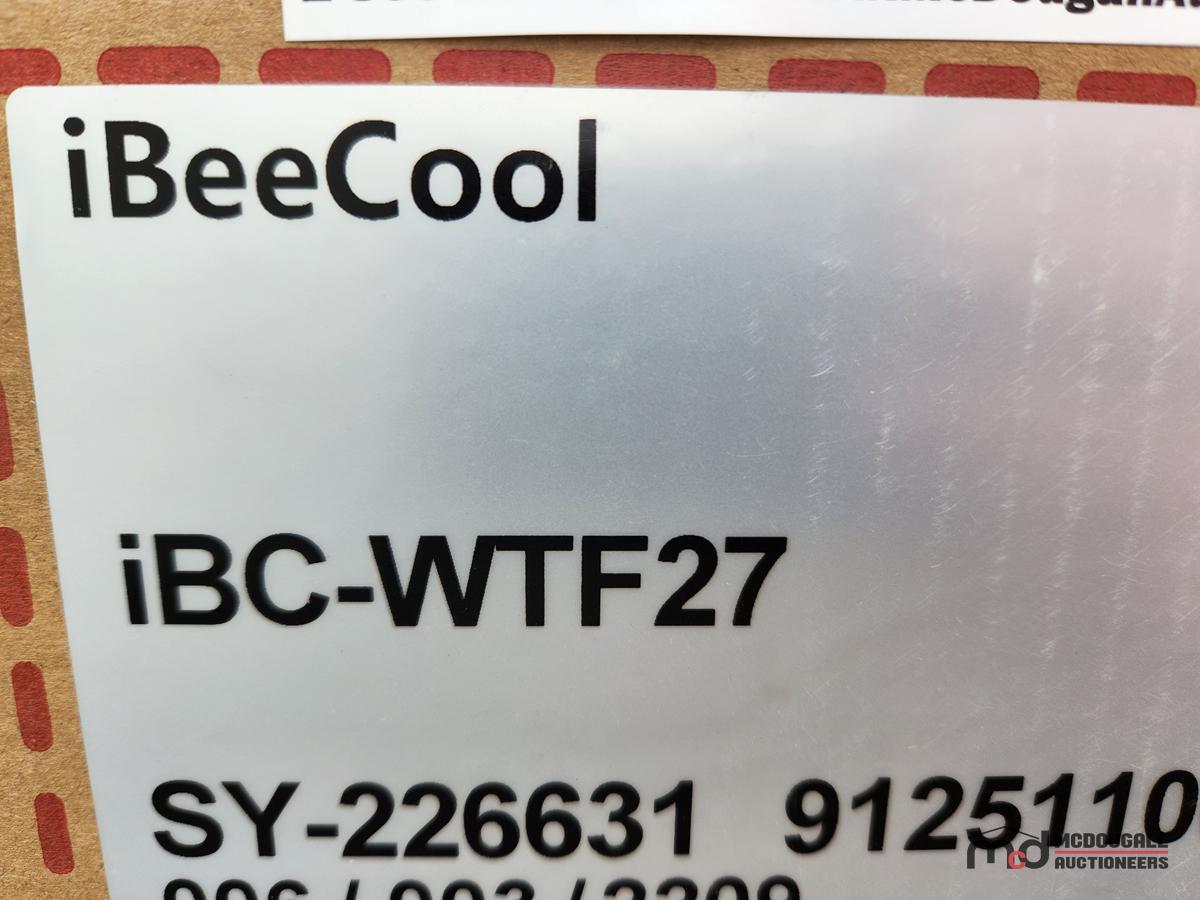 iBeeCool
iBC-WTF27
SY-226631 9125110
MCDOUGALL
AUCTIONEERS